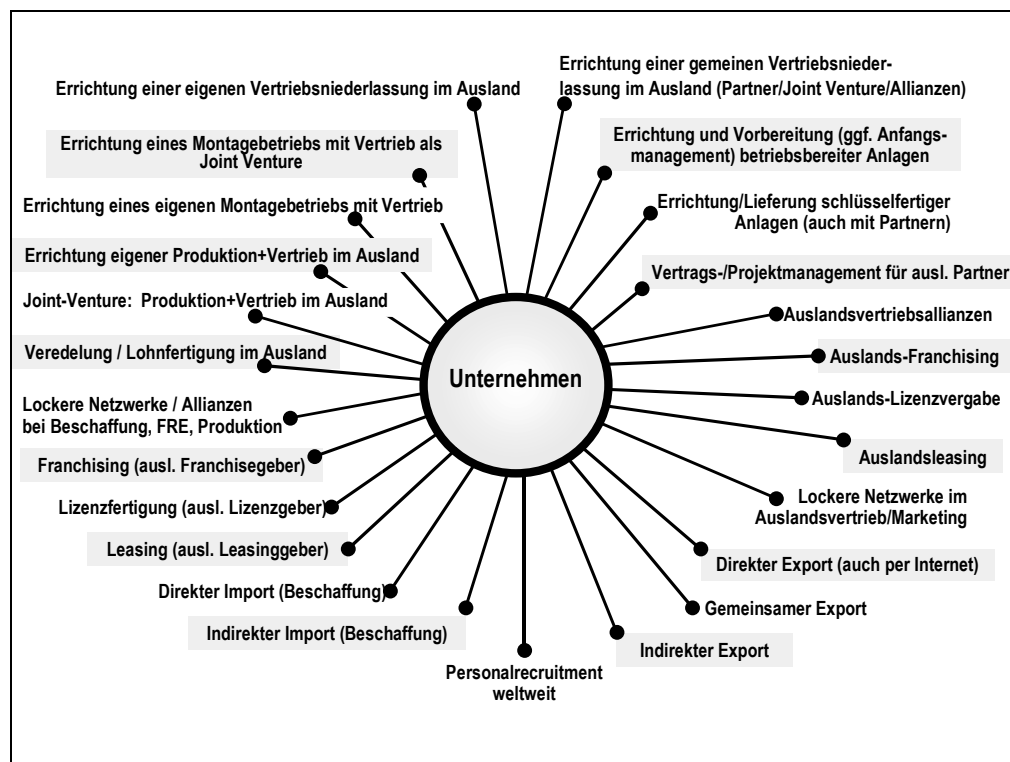 Errichtung einer eigenen Vertriebsniederlassung im Ausland
Errichtung eines Montagebetriebs mit Vertrieb als
Joint Venture
Errichtung eines eigenen Montagebetriebs mit Vertrieb
Errichtung eigener Produktion+Vertrieb im Ausland
Joint-Venture: Produktion+Vertrieb im Ausland
Veredelung / Lohnfertigung im Ausland
Lockere Netzwerke / Allianzen
bei Beschaffung, FRE, Produktion
Franchising (ausl. Franchisegeber)
Lizenzfertigung (ausl. Lizenzgeber)
Leasing (ausl. Leasinggeber)
Direkter Import (Beschaffung)
Indirekter Import (Beschaffung)
Personalrecruitment
weltweit
Unternehmen
Errichtung einer gemeinen Vertriebsnieder-
lassung im Ausland (Partner/Joint Venture/Allianzen)
Errichtung und Vorbereitung (ggf. Anfangs-
management) betriebsbereiter Anlagen
Errichtung/Lieferung schlüsselfertiger
Anlagen (auch mit Partnern)
Vertrags-/Projektmanagement für ausl. Partner
Auslandsvertriebsallianzen
Auslands-Franchising
Auslands-Lizenzvergabe
Auslandsleasing
Lockere Netzwerke im
Auslandsvertrieb/Marketing
Direkter Export (auch per Internet)
Gemeinsamer Export
Indirekter Export